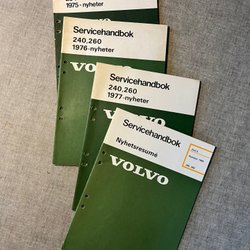 1975-nyheter
Servicehandbok
240,260
1976-nyheter
VOLVO
Servicehandbok
240,260
1977-nyheter
VOLVO
Servicehandbok
Nyhetsresumé
VOLVO